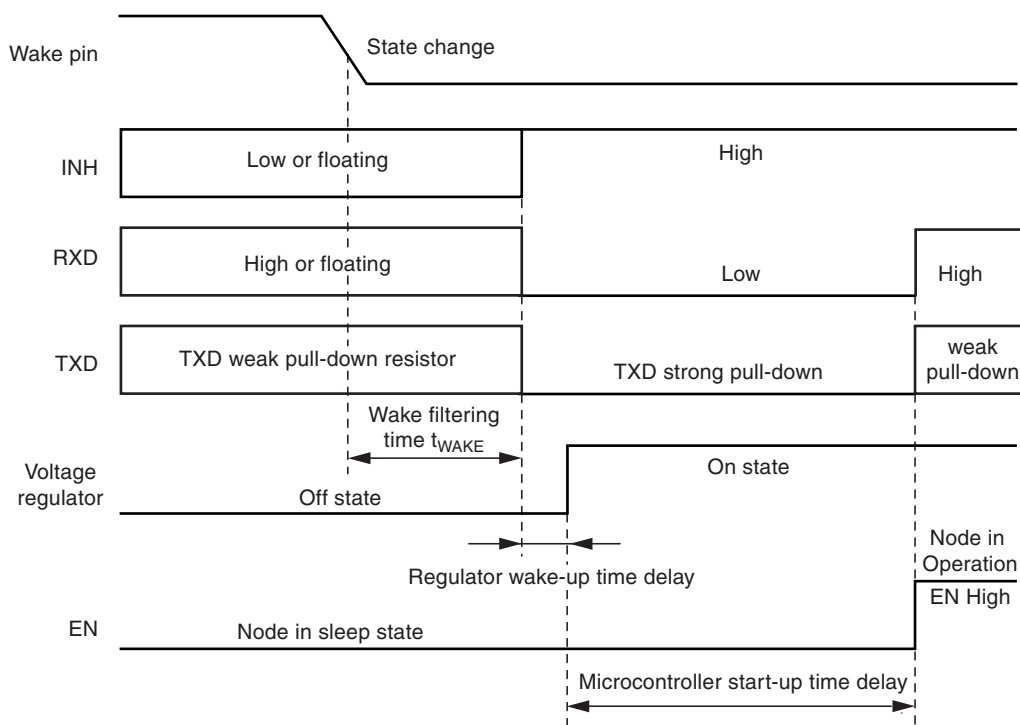 Wake pin
State change
INH
Low or floating
High
RXD
High or floating
Low
High
TXD
TXD weak pull-down resistor
TXD strong pull-down
weak
pull-down
Wake filtering
time tWAKE
Voltage
regulator
Off state
On state
Regulator wake-up time delay
Node in
Operation
EN
Node in sleep state
EN High
Microcontroller start-up time delay